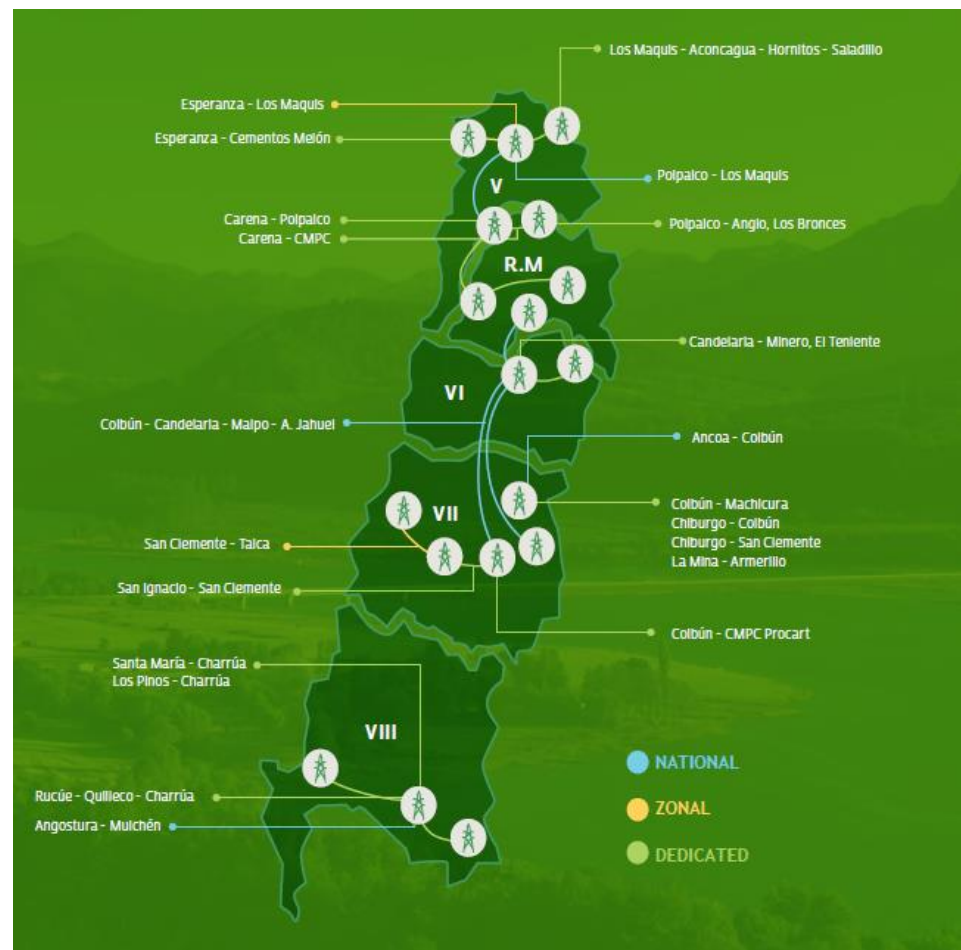 Los Maquis - Aconcagua - Hornitos - Saladillo
Esperanza - Los Maquis
Esperanza - Cementos Melón
Polpaico - Los Maquis
V
Carena - Polpaico
Carena - CMPC
Polpaico - Anglo, Los Bronces
R.M
Candelaria - Minero, El Teniente
VI
Colbún - Candelaria - Maipo - A. Jahuel
Ancoa - Colbún
VII
Colbún - Machicura
Chiburgo - Colbún
Chiburgo - San Clemente
La Mina - Armerillo
San Clemente - Talca
San Ignacio - San Clemente
Colbún - CMPC Procart
Santa María - Charrúa
Los Pinos - Charrúa
VIII
Rucúe - Quilleco - Charrúa
Angostura - Mulchén
NATIONAL
ZONAL
DEDICATED